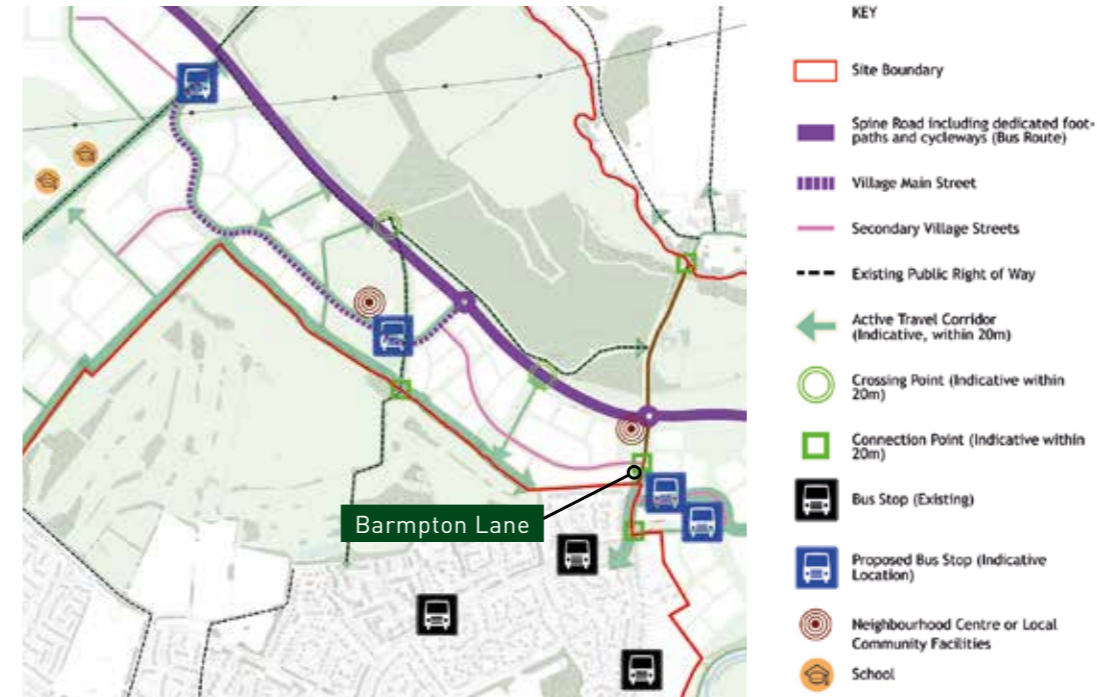 Barmpton Lane
KEY
Site Boundary
Spine Road including dedicated foot-
paths and cycleways (Bus Route)
Village Main Street
Secondary Village Streets
Existing Public Right of Way
Active Travel Corridor
(Indicative, within 20m)
Crossing Point (Indicative within
20m)
Connection Point (Indicative within
20m)
Bus Stop (Existing)
Proposed Bus Stop (Indicative
Location)
Neighbourhood Centre or Local
Community Facilities
School